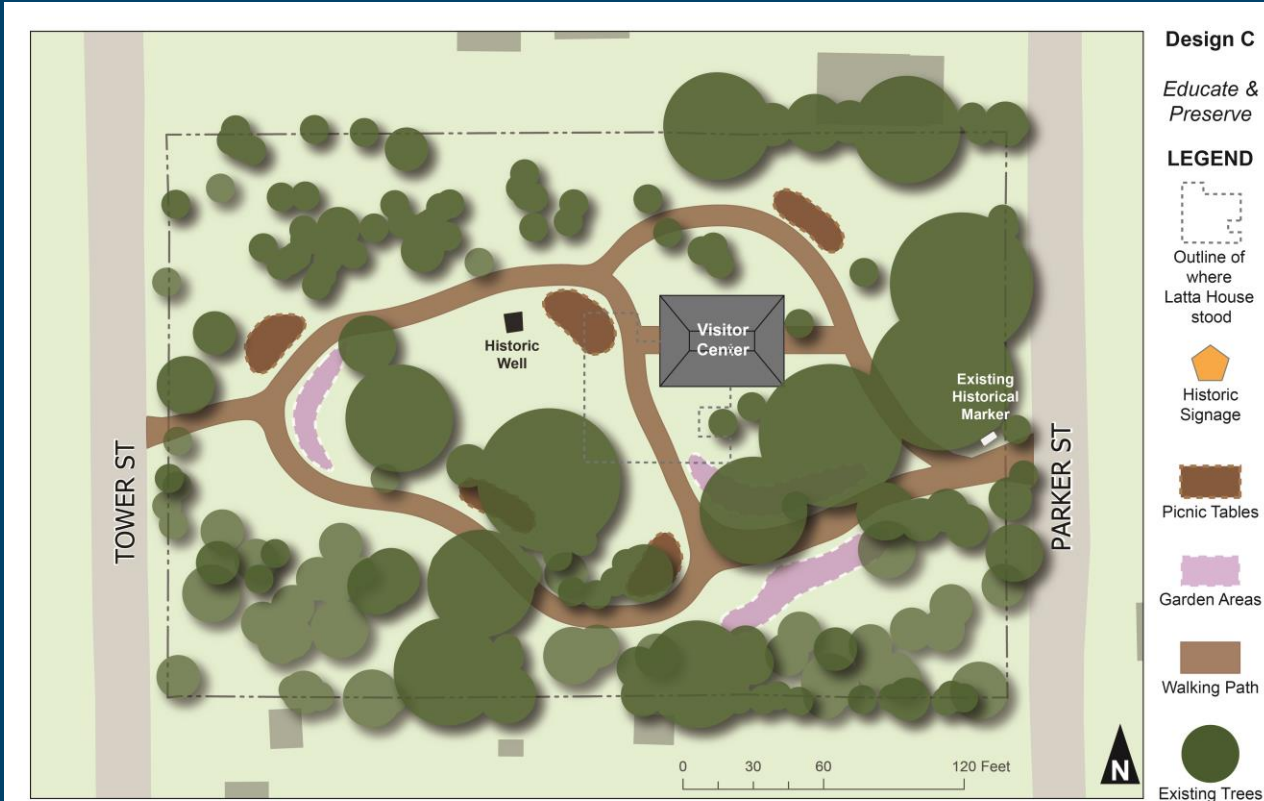 TOWER ST
Historic
Well
Visitor
Center
Existing
Historical
Marker
PARKER ST
0 30 60 120 Feet
N
Design C
Educate &
Preserve
LEGEND
Outline of
where
Latta House
stood
Historic
Signage
Picnic Tables
Garden Areas
Walking Path
Existing Trees